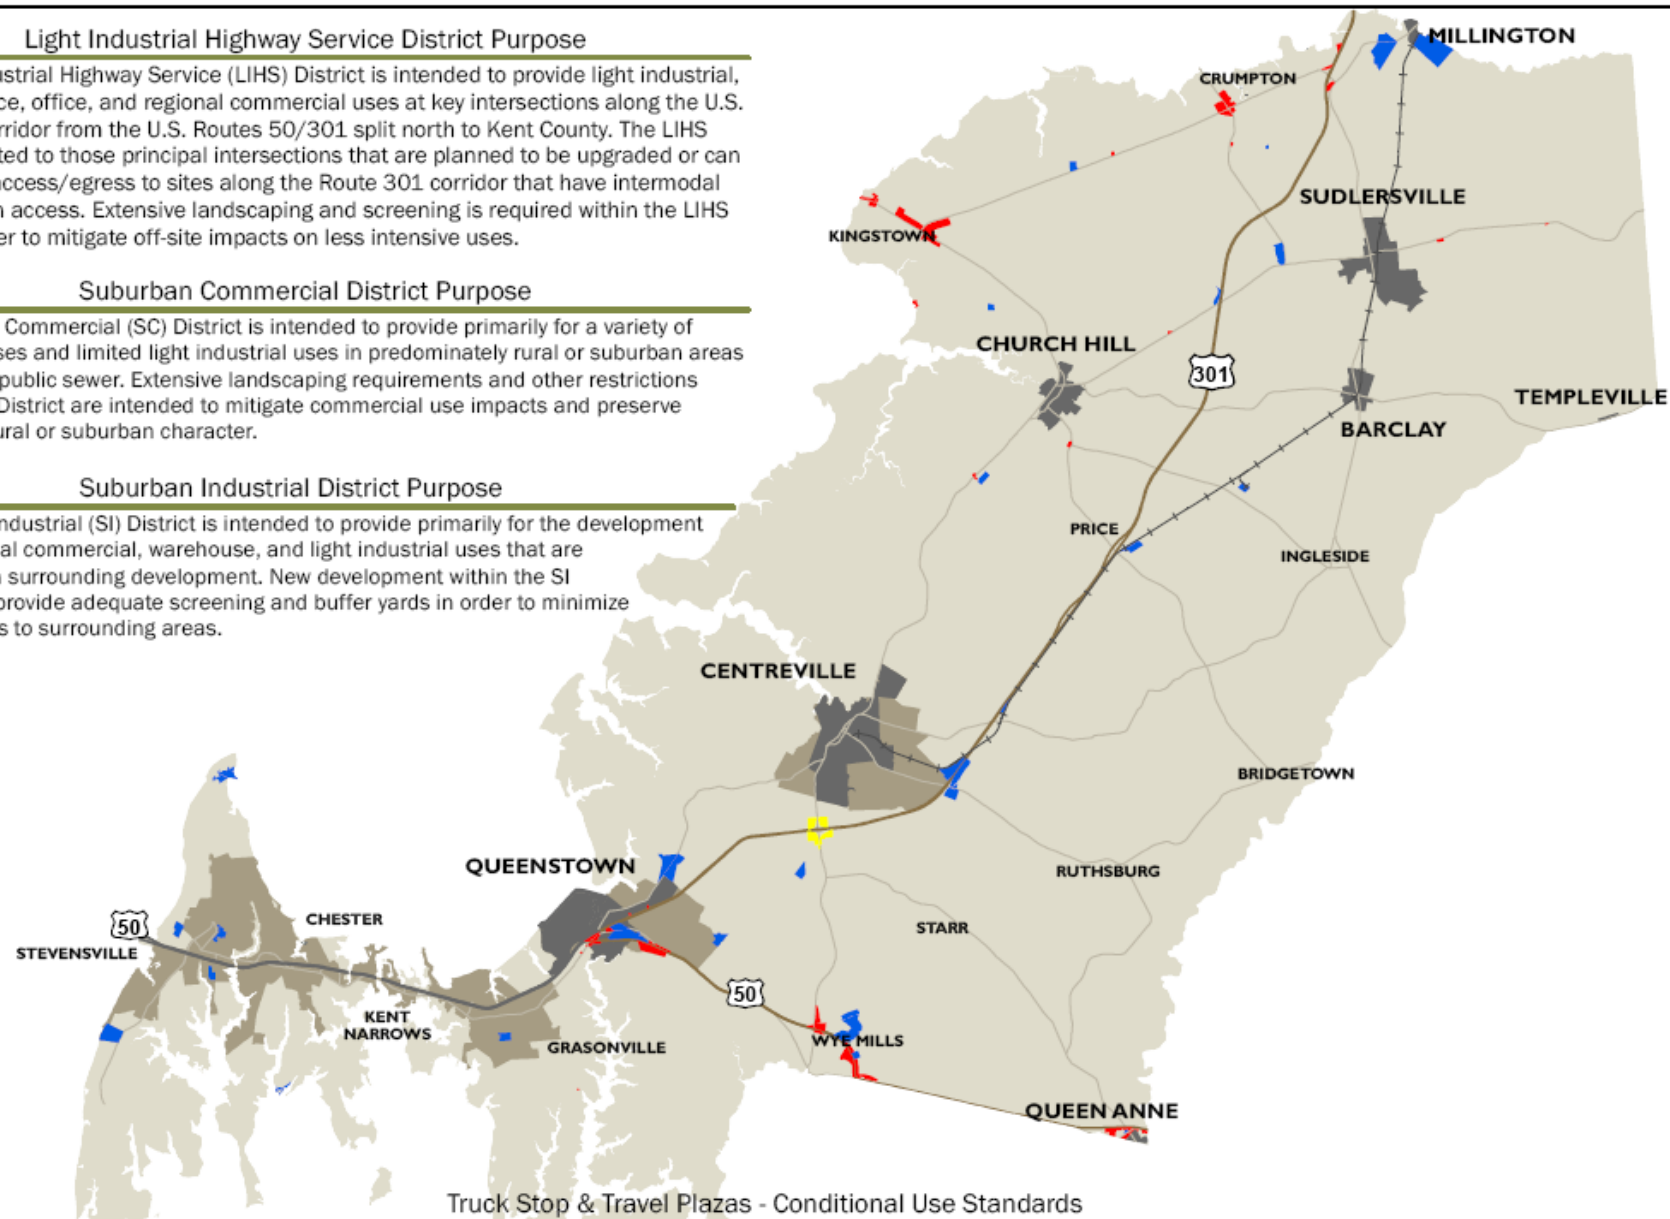 Light Industrial Highway Service District Purpose
ustrial Highway Service (LIHS) District is intended to provide light industrial,
ce, office, and regional commercial uses at key intersections along the U.S.
rridor from the U.S. Routes 50/301 split north to Kent County. The LIHS
ted to those principal intersections that are planned to be upgraded or can
access/egress to sites along the Route 301 corridor that have intermodal
n access. Extensive landscaping and screening is required within the LIHS
er to mitigate off-site impacts on less intensive uses.
Suburban Commercial District Purpose
Commercial (SC) District is intended to provide primarily for a variety of
ses and limited light industrial uses in predominately rural or suburban areas
public sewer. Extensive landscaping requirements and other restrictions
District are intended to mitigate commercial use impacts and preserve
ural or suburban character.
Suburban Industrial District Purpose
ndustrial (SI) District is intended to provide primarily for the development
al commercial, warehouse, and light industrial uses that are
n surrounding development. New development within the SI
provide adequate screening and buffer yards in order to minimize
s to surrounding areas.
MILLINGTON
CRUMPTON
SUDLERSVILLE
KINGSTOWN
CHURCH HILL
301
TEMPLEVILLE
BARCLAY
PRICE
INGLESIDE
CENTREVILLE
BRIDGETOWN
QUEENSTOWN
RUTHSBURG
50
CHESTER
STARR
STEVENSVILLE
50
KENT
NARROWS
GRASONVILLE
WYE MILLS
QUEEN ANNE
Truck Stop & Travel Plazas - Conditional Use Standards